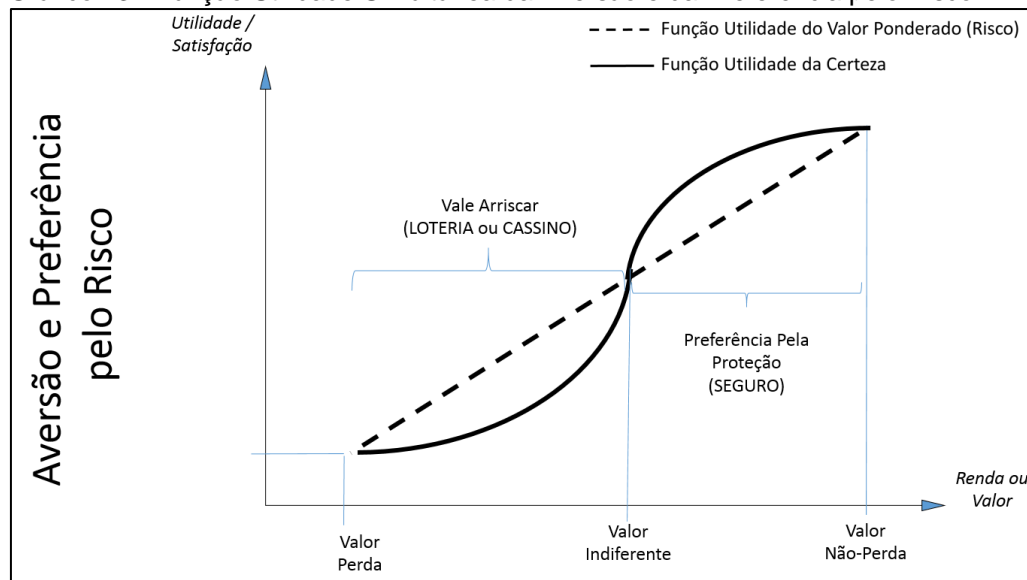 Utilidade /
Satisfação
Função Utilidade do Valor Ponderado (Risco)
Função Utilidade da Certeza
Aversão e Preferência
pelo Risco
Vale Arriscar
(LOTERIA ou CASSINO)
Preferência Pela
Proteção
(SEGURO)
Renda ou
Valor
Valor
Perda
Valor
Indiferente
Valor
Não-Perda